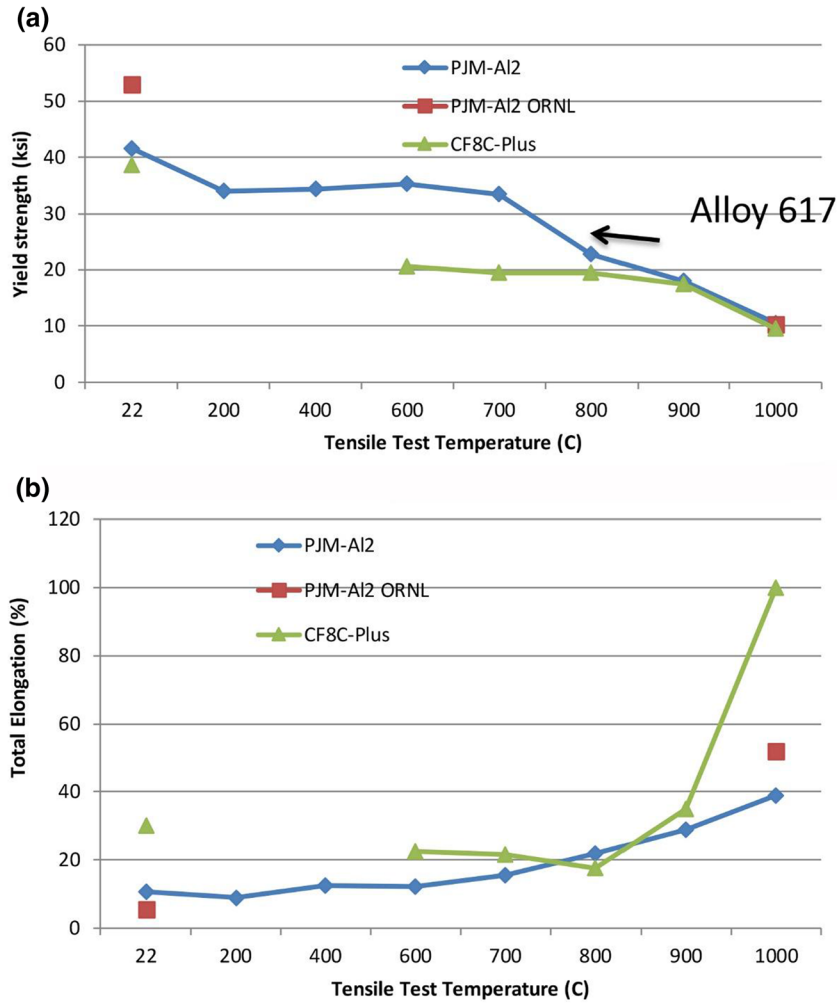 (a)
60
50
40
30
20
10
0
Yield strength (ksi)
PJM-Al2
PJM-Al2 ORNL
CF8C-Plus
Alloy 617
22 200 400 600 700 800 900 1000
Tensile Test Temperature (C)
(b)
120
100
80
60
40
20
0
Total Elongation (%)
PJM-Al2
PJM-Al2 ORNL
CF8C-Plus
22 200 400 600 700 800 900 1000
Tensile Test Temperature (C)